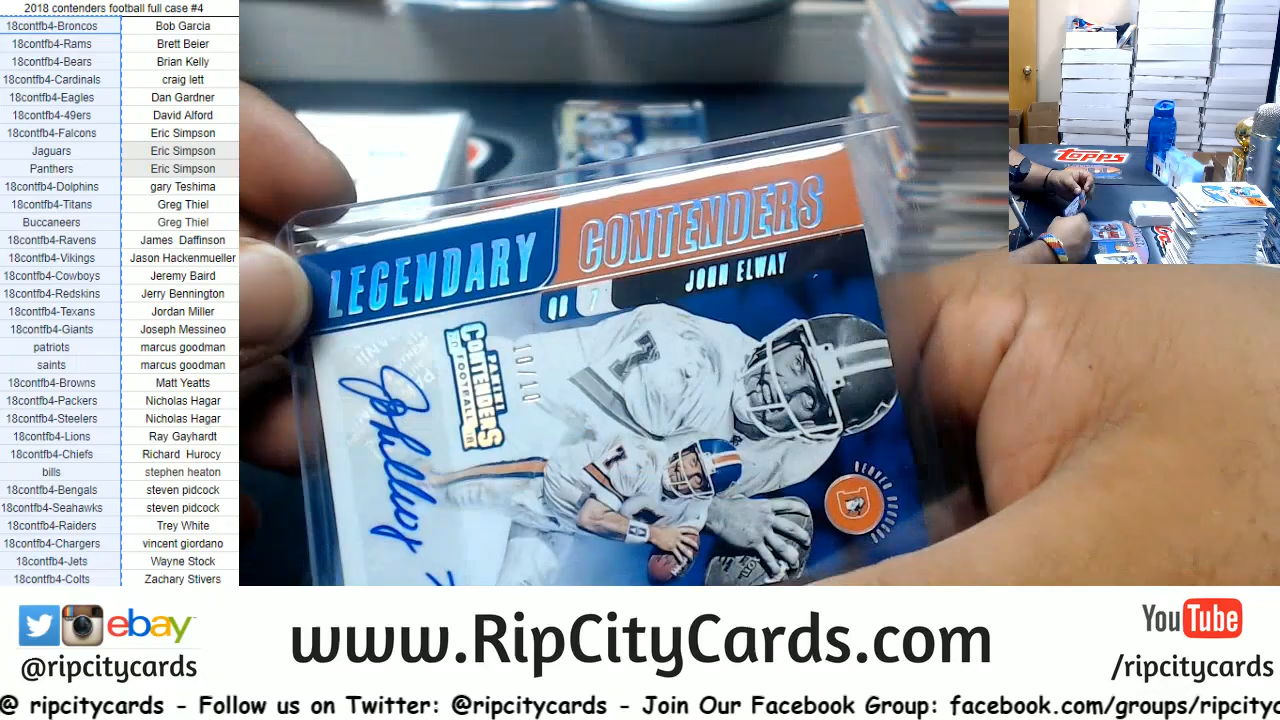 2018 contenders football full case #4
18contfb4-Broncos Bob Garcia
18contfb4-Rams Brett Beier
18contfb4-Bears Brian Kelly
18contfb4-Cardinals craig lett
18contfb4-Eagles Dan Gardner
18contfb4-49ers David Alford
18contfb4-Falcons Eric Simpson
Jaguars Eric Simpson
Panthers Eric Simpson
18contfb4-Dolphins gary Teshima
18contfb4-Titans Greg Thiel
Buccaneers Greg Thiel
18contfb4-Ravens James Daffinson
18contfb4-Vikings Jason Hackenmueller
18contfb4-Cowboys Jeremy Baird
18contfb4-Redskins Jerry Bennington
18contfb4-Texans Jordan Miller
18contfb4-Giants Joseph Messineo
patriots marcus goodman
saints marcus goodman
18contfb4-Browns Matt Yeatts
18contfb4-Packers Nicholas Hagar
18contfb4-Steelers Nicholas Hagar
18contfb4-Lions Ray Gayhardt
18contfb4-Chiefs Richard Hurocy
bills stephen heaton
18contfb4-Bengals steven pidcock
18contfb4-Seahawks steven pidcock
18contfb4-Raiders Trey White
18contfb4-Chargers vincent giordano
18contfb4-Jets Wayne Stock
18contfb4-Colts Zachary Stivers
LEGENDARY CONTENDERS
QB 7 JOHN ELWAY
10/10
PANINI
CONTENDERS
FOOTBALL
DENVER BRONCOS
TOPPS
ebay
@ripcitycards
www.RipCityCards.com
YouTube
/ripcitycards
@ ripcitycards - Follow us on Twitter: @ripcitycards - Join Our Facebook Group: facebook.com/groups/ripcityc